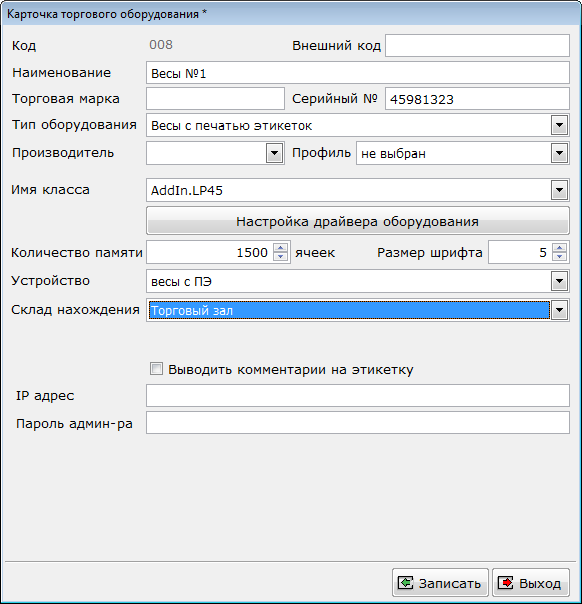 Карточка торгового оборудования *
Код 008 Внешний код
Наименование Весы №1
Торговая марка Серийный № 45981323
Тип оборудования Весы с печатью этикеток
Производитель Профиль не выбран
Имя класса AddIn.LP45
Настройка драйвера оборудования
Количество памяти 1500 ячеек Размер шрифта 5
Устройство весы с ПЭ
Склад нахождения Торговый зал
Выводить комментарии на этикетку
IP адрес
Пароль админ-ра
Записать Выход